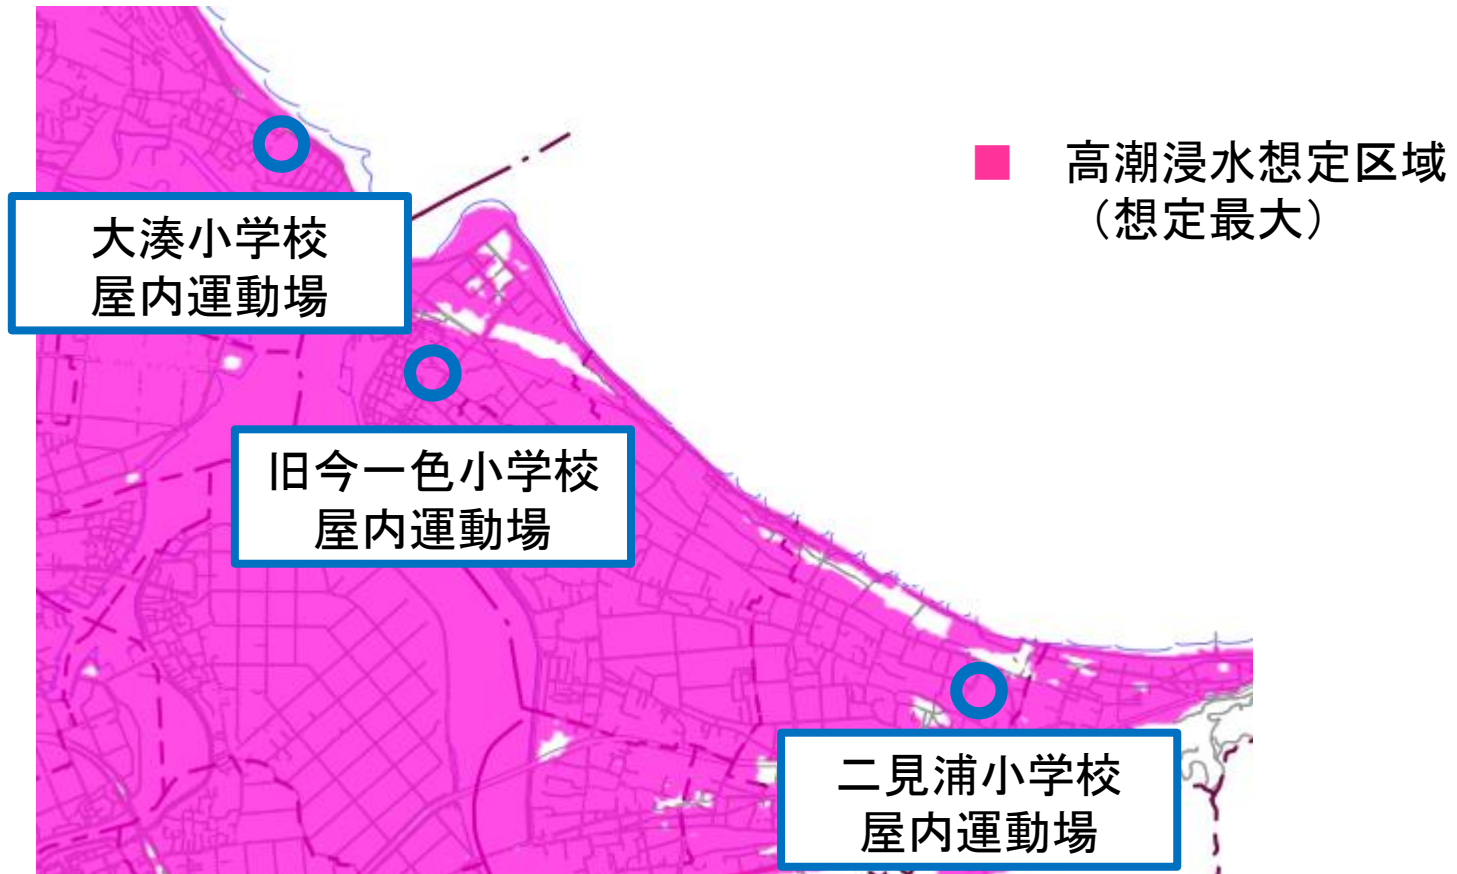 高潮浸水想定区域
（想定最大）
大湊小学校
屋内運動場
旧今一色小学校
屋内運動場
二見浦小学校
屋内運動場